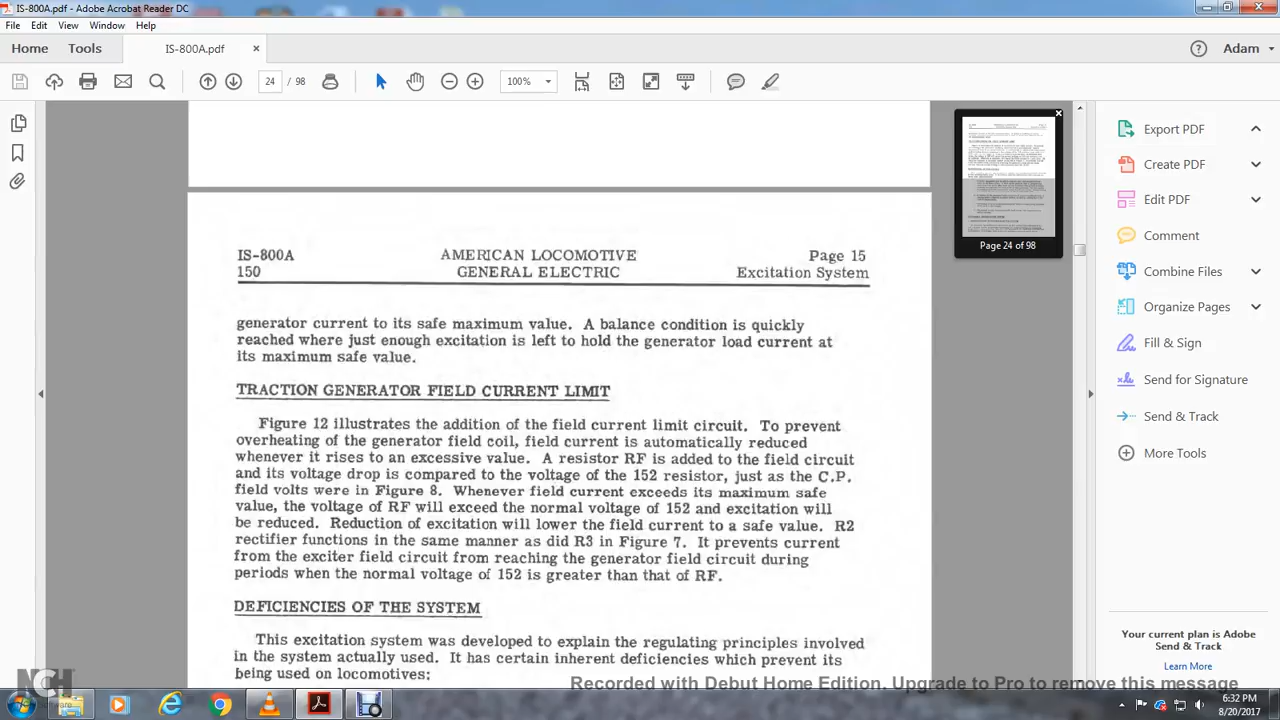 IS-800A.pdf - Adobe Acrobat Reader DC
File Edit View Window Help
Home Tools IS-800A.pdf × Adam
24 / 98 100%
Page 24 of 98
Export PDF
Create PDF
Edit PDF
Comment
Combine Files
Organize Pages
Fill & Sign
Send for Signature
Send & Track
More Tools
Your current plan is Adobe
Send & Track
Learn More
IS-800A AMERICAN LOCOMOTIVE Page 15
150 GENERAL ELECTRIC Excitation System
generator current to its safe maximum value. A balance condition is quickly
reached where just enough excitation is left to hold the generator load current at
its maximum safe value.
TRACTION GENERATOR FIELD CURRENT LIMIT
Figure 12 illustrates the addition of the field current limit circuit. To prevent
overheating of the generator field coil, field current is automatically reduced
whenever it rises to an excessive value. A resistor RF is added to the field circuit
and its voltage drop is compared to the voltage of the 152 resistor, just as the C.P.
field volts were in Figure 8. Whenever field current exceeds its maximum safe
value, the voltage of RF will exceed the normal voltage of 152 and excitation will
be reduced. Reduction of excitation will lower the field current to a safe value. R2
rectifier functions in the same manner as did R3 in Figure 7. It prevents current
from the exciter field circuit from reaching the generator field circuit during
periods when the normal voltage of 152 is greater than that of RF.
DEFICIENCIES OF THE SYSTEM
This excitation system was developed to explain the regulating principles involved
in the system actually used. It has certain inherent deficiencies which prevent its
being used on locomotives:
NCH
Recorded with Debut Home Edition. Upgrade to Pro to remove this message
6:32 PM
8/20/2017